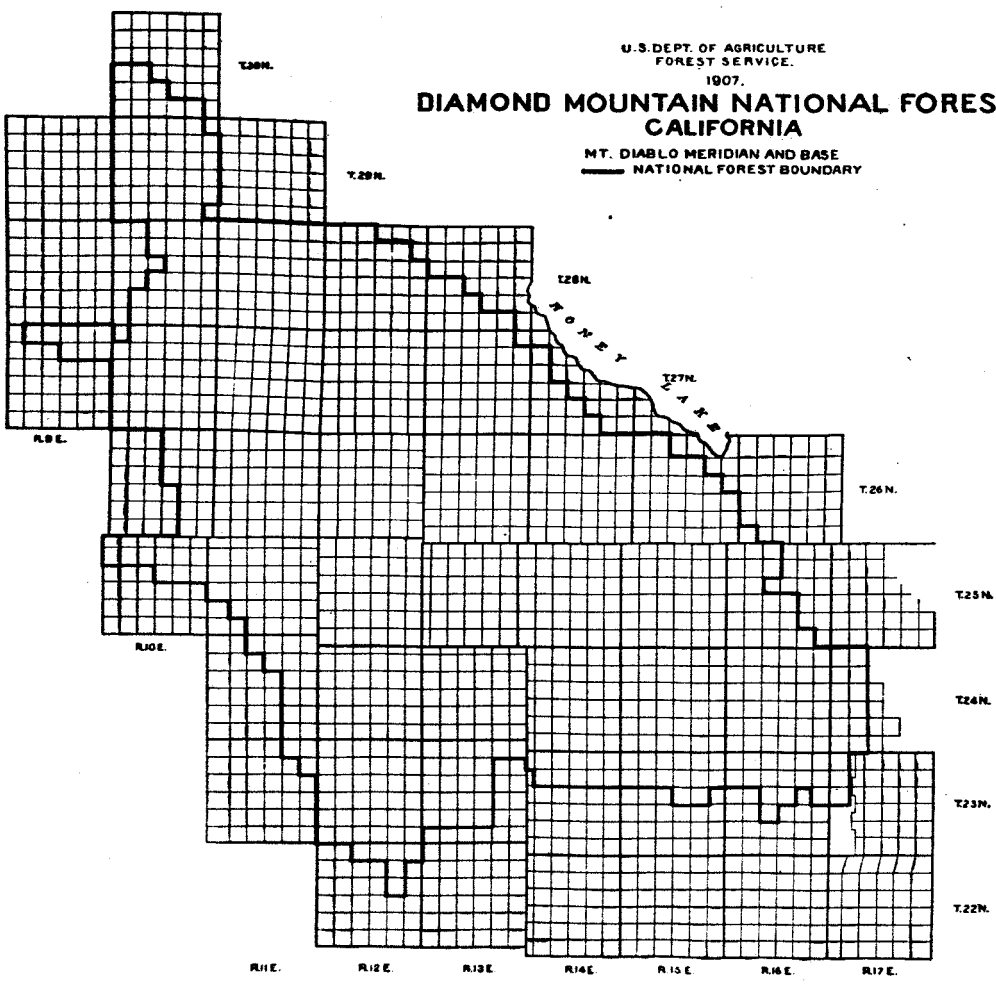 U.S. DEPT. OF AGRICULTURE
FOREST SERVICE.
1907.
DIAMOND MOUNTAIN NATIONAL FORES
CALIFORNIA
MT. DIABLO MERIDIAN AND BASE
NATIONAL FOREST BOUNDARY
T.30N.
T.29N.
T.28N.
HONEY LAKE
T.27N.
R.9E.
T.26N.
T.25N.
R.10E.
T.24N.
T.23N.
T.22N.
R.11E. R.12E. R.13E R.14E. R.15E. R.16E. R.17E.